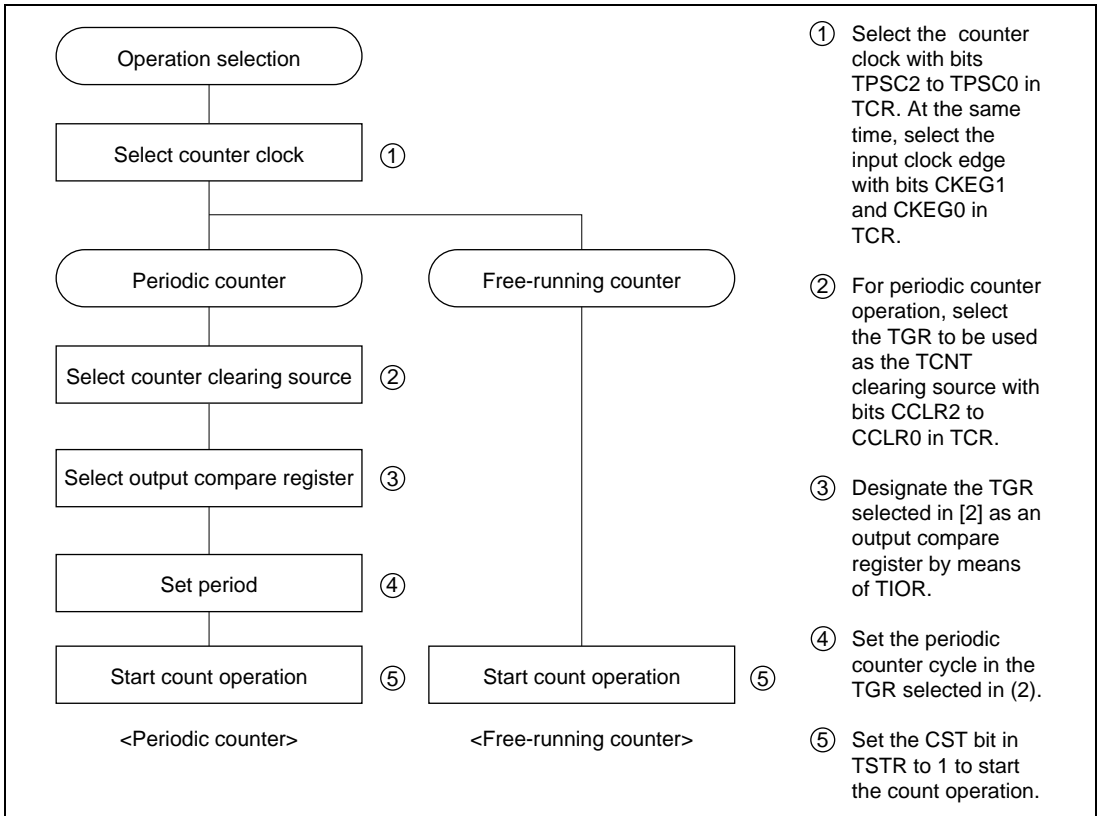 Operation selection
Select counter clock
①
Periodic counter
Free-running counter
Select counter clearing source
②
Select output compare register
③
Set period
④
Start count operation
⑤
Start count operation
⑤
<Periodic counter>
<Free-running counter>
① Select the counter
clock with bits
TPSC2 to TPSC0 in
TCR. At the same
time, select the
input clock edge
with bits CKEG1
and CKEG0 in
TCR.
② For periodic counter
operation, select
the TGR to be used
as the TCNT
clearing source with
bits CCLR2 to
CCLR0 in TCR.
③ Designate the TGR
selected in [2] as an
output compare
register by means
of TIOR.
④ Set the periodic
counter cycle in the
TGR selected in (2).
⑤ Set the CST bit in
TSTR to 1 to start
the count operation.